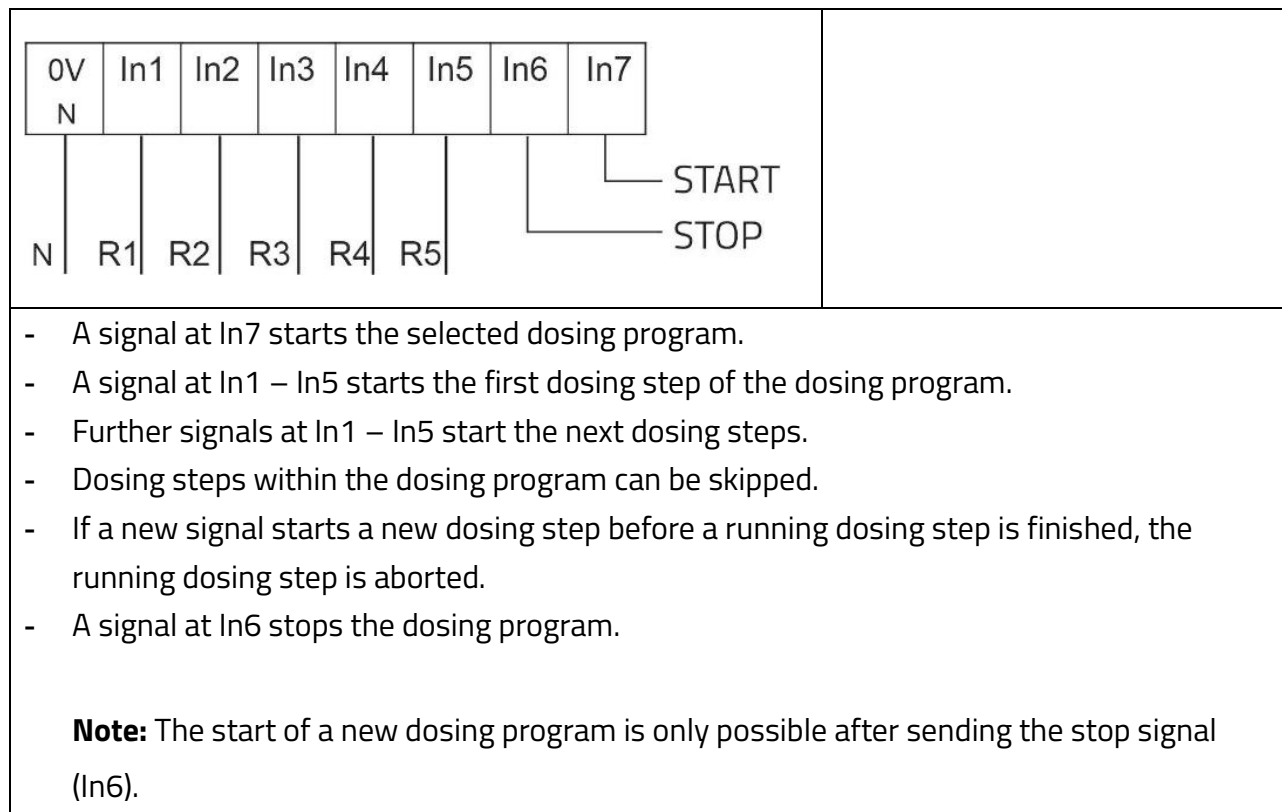 0V In1 In2 In3 In4 In5 In6 In7
N
START
STOP
N R1 R2 R3 R4 R5
- A signal at In7 starts the selected dosing program.
- A signal at In1 – In5 starts the first dosing step of the dosing program.
- Further signals at In1 – In5 start the next dosing steps.
- Dosing steps within the dosing program can be skipped.
- If a new signal starts a new dosing step before a running dosing step is finished, the
running dosing step is aborted.
- A signal at In6 stops the dosing program.
Note: The start of a new dosing program is only possible after sending the stop signal
(In6).